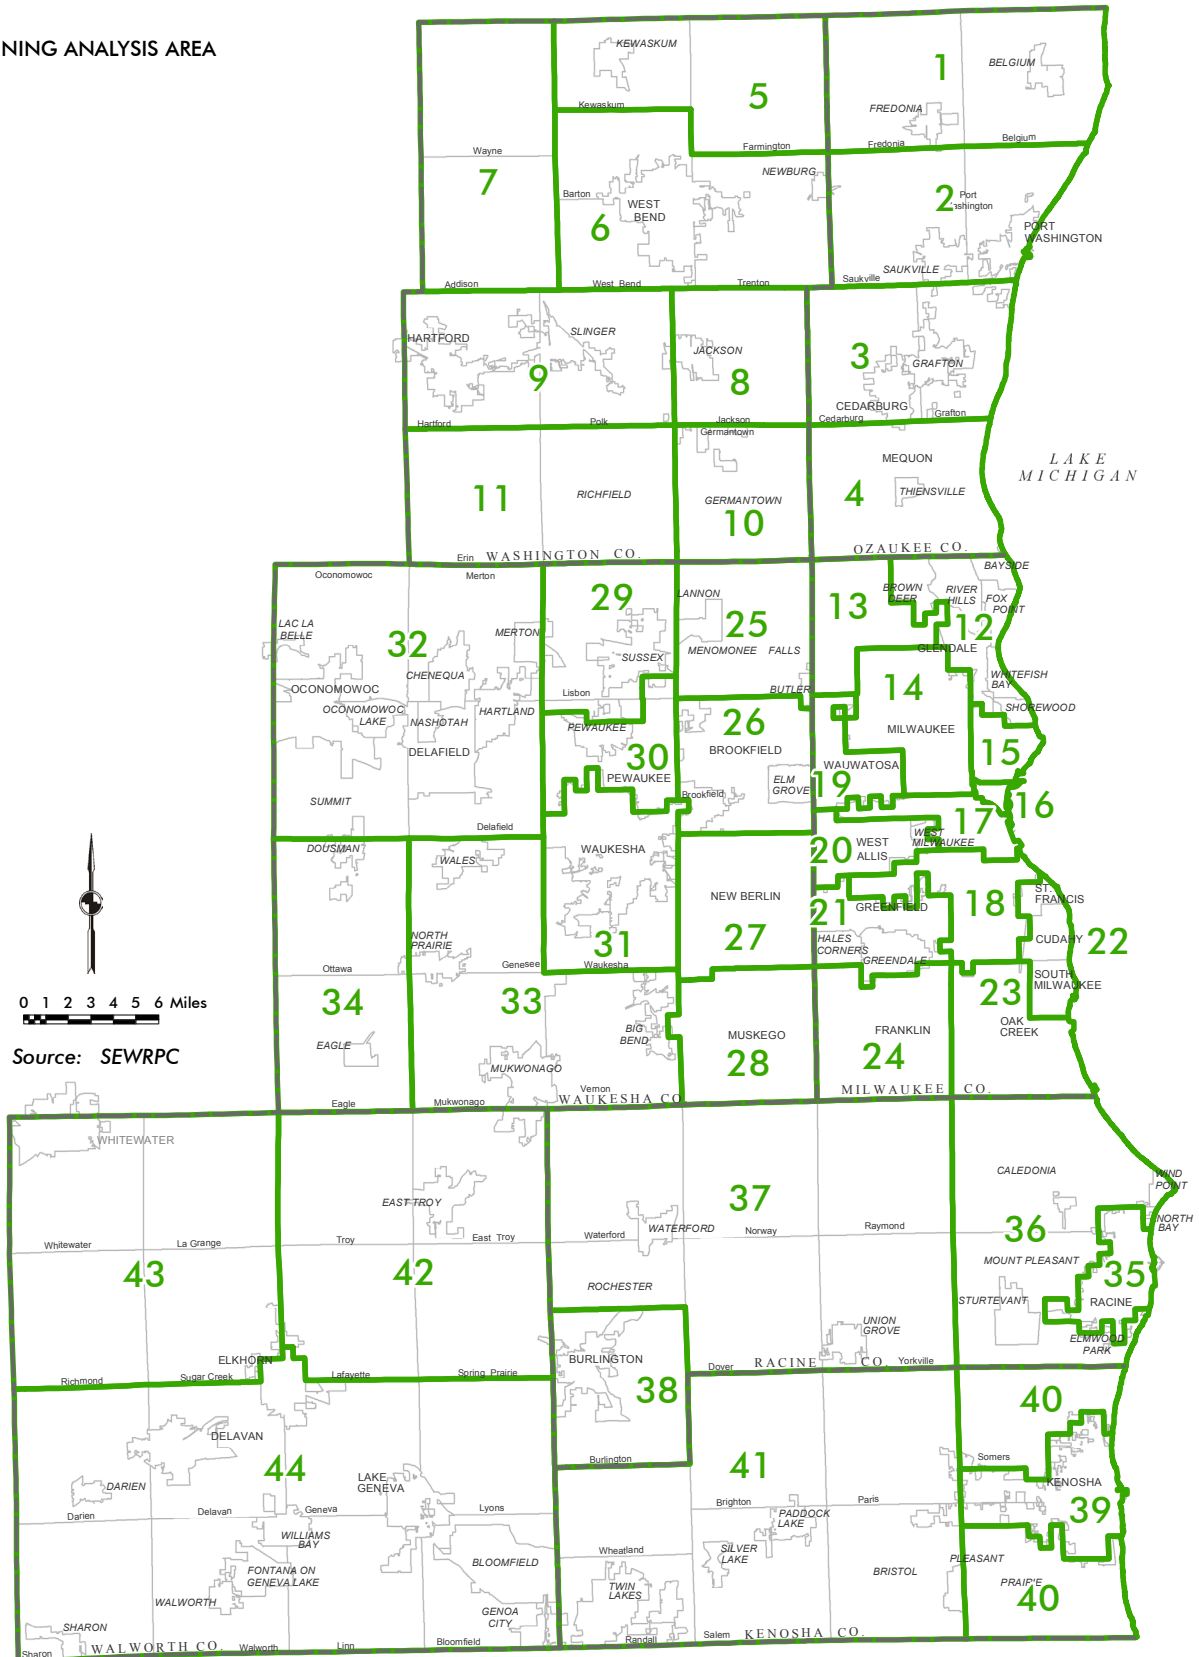 NING ANALYSIS AREA
KEWASKUM
1
BELGIUM
5
Kewaskum
FREDONIA
Farmington
Fredonia
Belgium
Wayne
7
NEWBURG
Barton
WEST
BEND
6
2
Port
PORT
WASHINGTON
SAUKVILLE
Addison
West Bend
Trenton
Saukville
HARTFORD
SLINGER
JACKSON
3
GRAFTON
9
8
CEDARBURG
Hartford
Polk
Jackson
Cedarburg
Grafton
Germantown
MEQUON
LAKE
MICHIGAN
11
RICHFIELD
GERMANTOWN
10
4
THIENSVILLE
Erin
WASHINGTON CO.
OZAUKEE CO.
BAYSIDE
Oconomowoc
Merton
29
LANNON
13
BROWN
DEER
RIVER
HILLS
FOX
POINT
LAC LA
BELLE
32
MERTON
25
12
SUSSEX
MENOMONEE FALLS
GLENDALE
CHENEQUA
OCONOMOWOC
Lisbon
BUTLER
14
WHITEFISH
BAY
OCONOMOWOC
LAKE
NASHOTAH
HARTLAND
PEWAUKEE
26
SHOREWOOD
DELAFIELD
30
BROOKFIELD
MILWAUKEE
15
PEWAUKEE
ELM
GROVE
WAUWATOSA
19
16
SUMMIT
Brookfield
Delafield
17
DOUSMAN
WALES
WAUKESHA
20
WEST
ALLIS
WEST
MILWAUKEE
NEW BERLIN
21
GREENFIELD
18
ST.
FRANCIS
NORTH
PRAIRIE
31
27
HALES
CORNERS
GREENDALE
CUDAHY
22
Ottawa
Genesee
Waukesha
34
33
23
SOUTH
MILWAUKEE
0 1 2 3 4 5 6 Miles
EAGLE
BIG
BEND
MUSKEGO
FRANKLIN
OAK
CREEK
Source: SEWRPC
28
24
MUKWONAGO
Vernon
Eagle
Mukwonago
WAUKESHA CO
MILWAUKEE CO.
WHITEWATER
CALEDONIA
WIND
POINT
EAST TROY
37
NORTH
BAY
WATERFORD
36
Whitewater
La Grange
Troy
East Troy
Waterford
Norway
Raymond
43
42
MOUNT PLEASANT
35
ROCHESTER
STURTEVANT
RACINE
UNION
GROVE
ELMWOOD
PARK
ELKHORN
BURLINGTON
RACINE CO.
Dover
Yorkville
Richmond
Sugar Creek
Lafayette
Spring Prairie
38
40
DELAVAN
44
LAKE
GENEVA
Burlington
41
Somers
KENOSHA
DARIEN
39
Darien
Delavan
Geneva
Lyons
Brighton
Paris
PADDOCK
LAKE
WILLIAMS
BAY
SILVER
LAKE
Wheatland
PLEASANT
PRAIRIE
FONTANA ON
GENEVA LAKE
BLOOMFIELD
BRISTOL
TWIN
LAKES
40
WALWORTH
GENOA
CITY
SHARON
Sharon
WALWORTH CO.
Walworth
Linn
Bloomfield
Randall
Salem
KENOSHA CO.